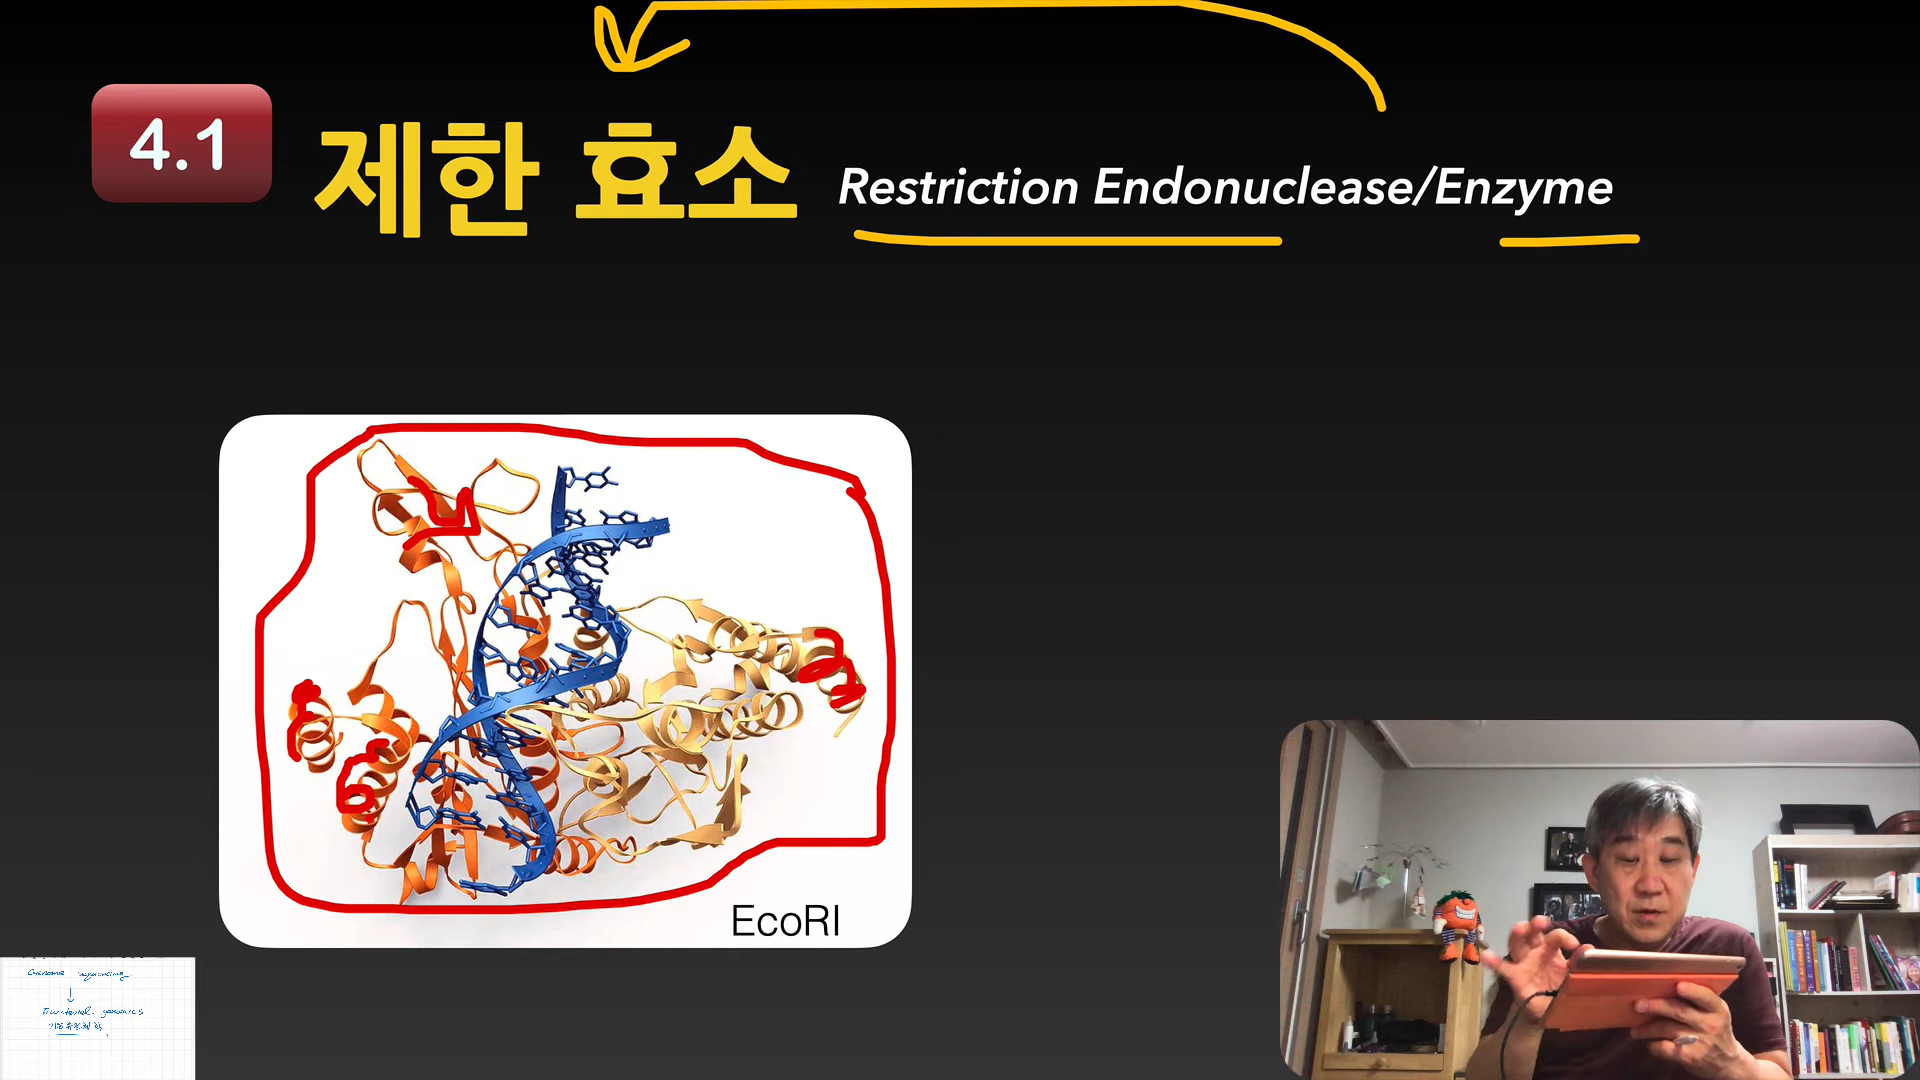 4.1
제한 효소 Restriction Endonuclease/Enzyme
EcoRI
Genome sequencing
↓
Functional genomics